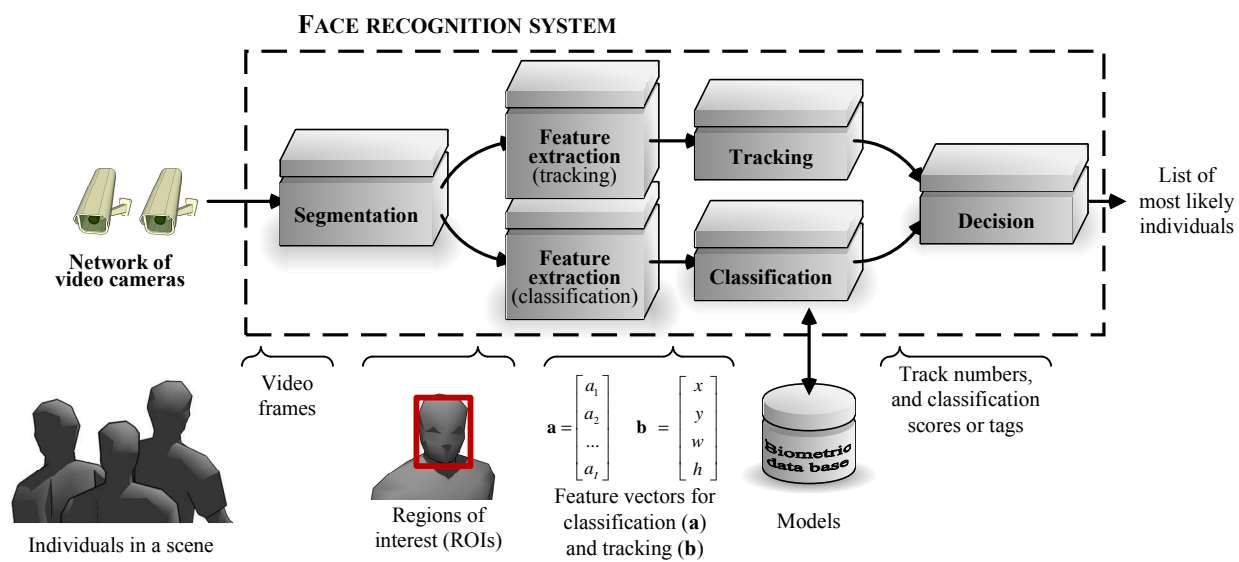 FACE RECOGNITION SYSTEM
Feature
extraction
(tracking)
Tracking
Segmentation
Decision
List of
most likely
individuals
Network of
video cameras
Feature
extraction
(classification)
Classification
Video
frames
a = [a₁ a₂ ... a_I]
b = [x y w h]
Track numbers,
and classification
scores or tags
Biometric
data base
Feature vectors for
classification (a)
and tracking (b)
Regions of
interest (ROIs)
Models
Individuals in a scene